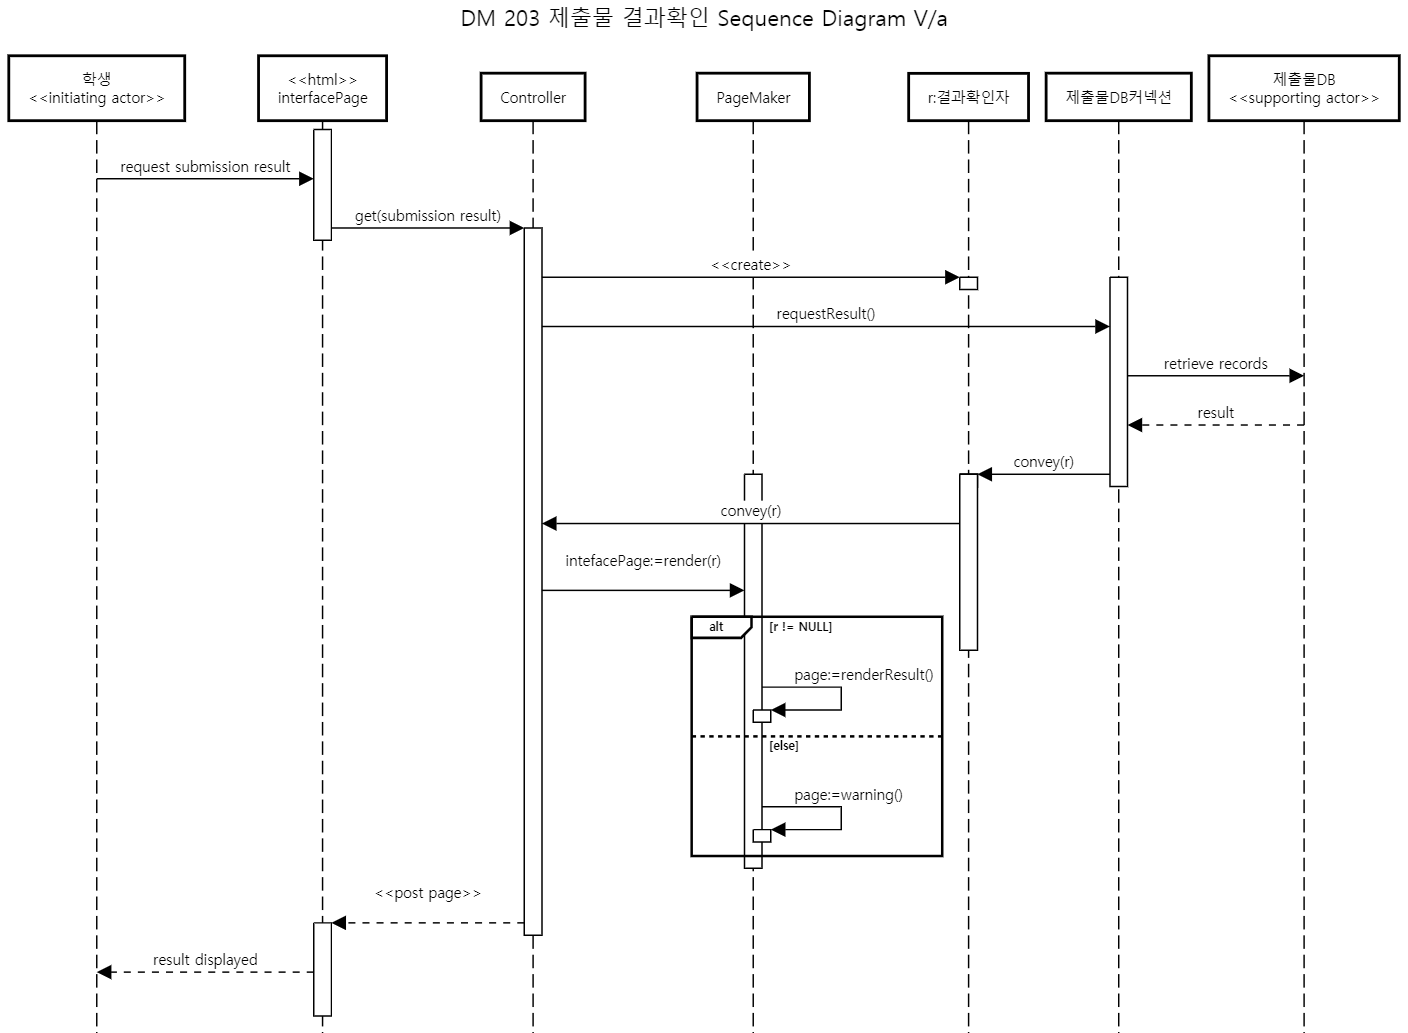 DM 203 제출물 결과확인 Sequence Diagram V/a
학생
<<initiating actor>>
<<html>>
interfacePage
Controller
PageMaker
r:결과확인자
제출물DB커넥션
제출물DB
<<supporting actor>>
request submission result
get(submission result)
<<create>>
requestResult()
retrieve records
result
convey(r)
convey(r)
intefacePage:=render(r)
alt
[r != NULL]
page:=renderResult()
[else]
page:=warning()
<<post page>>
result displayed